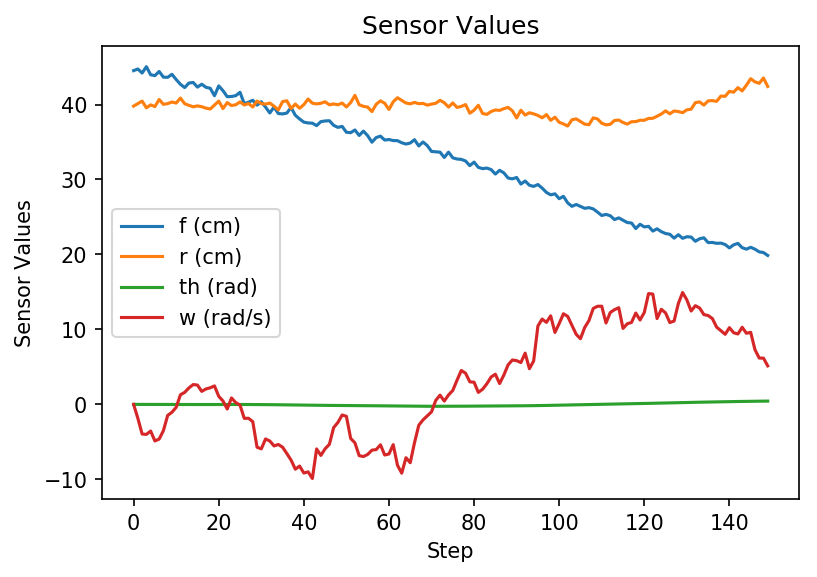 Sensor Values
Sensor Values
40
30
20
10
0
−10
f (cm)
r (cm)
th (rad)
w (rad/s)
0 20 40 60 80 100 120 140
Step